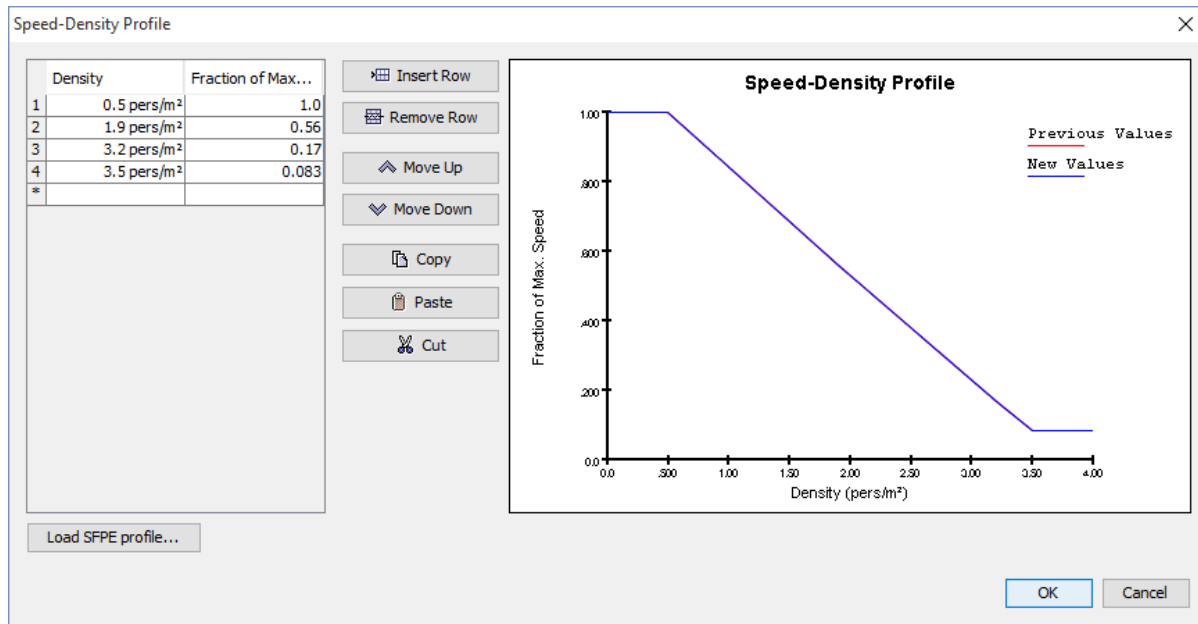 Speed-Density Profile
Density Fraction of Max...
1 0.5 pers/m² 1.0
2 1.9 pers/m² 0.56
3 3.2 pers/m² 0.17
4 3.5 pers/m² 0.083
*
Load SFPE profile...
Insert Row
Remove Row
Move Up
Move Down
Copy
Paste
Cut
Speed-Density Profile
Previous Values
New Values
Fraction of Max. Speed
1.00
.800
.600
.400
.200
0.0
0.0 .500 1.00 1.50 2.00 2.50 3.00 3.50 4.00
Density (pers/m²)
OK Cancel